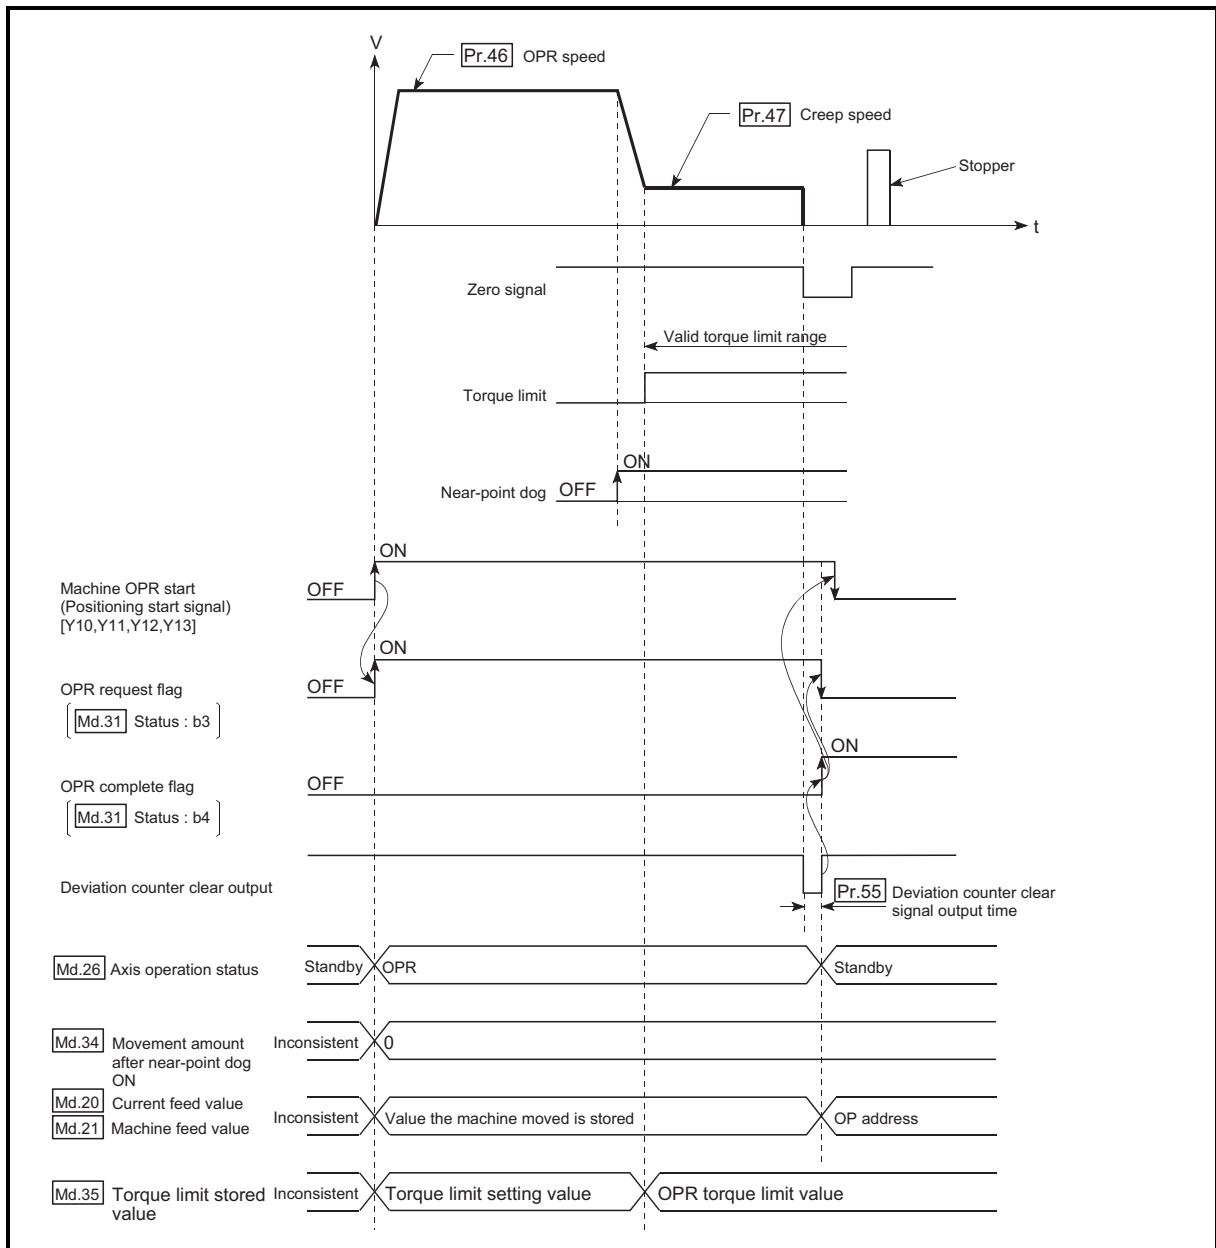 V
Pr.46 OPR speed
Pr.47 Creep speed
Stopper
t
Zero signal
Valid torque limit range
Torque limit
ON
Near-point dog OFF
ON
Machine OPR start
(Positioning start signal)
[Y10,Y11,Y12,Y13]
OFF
ON
OPR request flag
OFF
Md.31 Status : b3
ON
OPR complete flag
OFF
Md.31 Status : b4
Deviation counter clear output
Pr.55 Deviation counter clear
signal output time
Md.26 Axis operation status Standby OPR Standby
Md.34 Movement amount
after near-point dog
ON
Inconsistent 0
Md.20 Current feed value
Md.21 Machine feed value
Inconsistent Value the machine moved is stored OP address
Md.35 Torque limit stored
value
Inconsistent Torque limit setting value OPR torque limit value